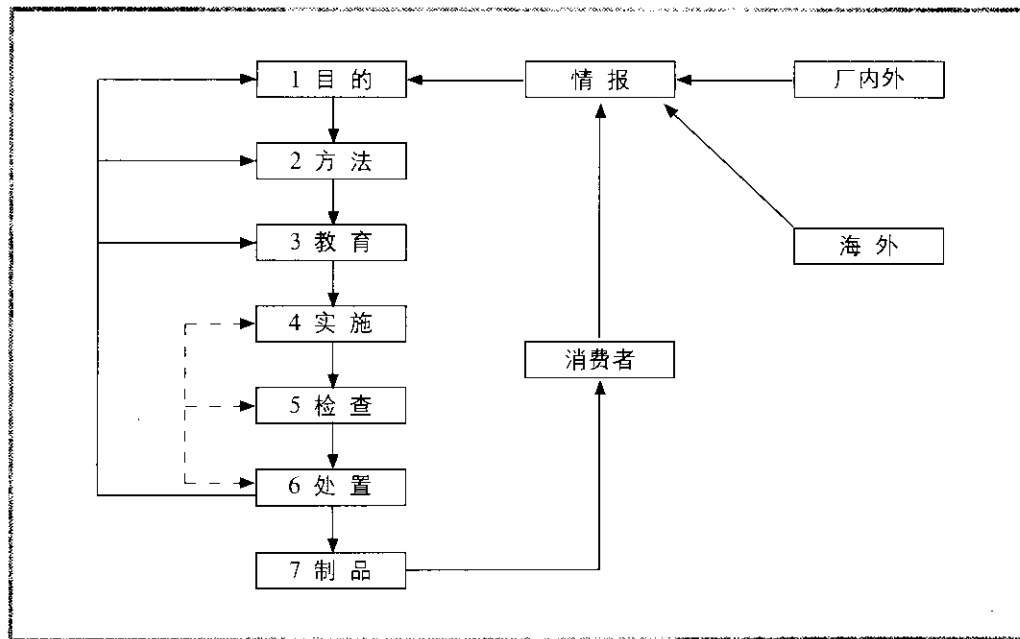 1 目 的
情 报
厂内外
2 方 法
3 教 育
海 外
4 实 施
消费者
5 检 查
6 处 置
7 制 品